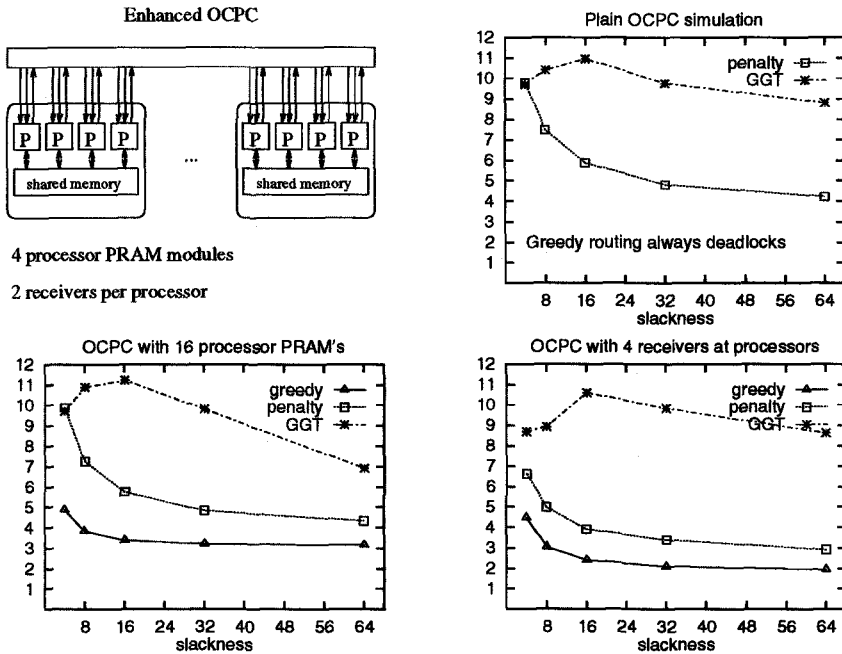 Enhanced OCPC
P P P P P P P P
...
shared memory shared memory
4 processor PRAM modules
2 receivers per processor
Plain OCPC simulation
12
11
10
9
8
7
6
5
4
3
2
1
penalty
GGT
Greedy routing always deadlocks
8 16 24 32 40 48 56 64
slackness
OCPC with 16 processor PRAM's
12
11
10
9
8
7
6
5
4
3
2
1
greedy
penalty
GGT
8 16 24 32 40 48 56 64
slackness
OCPC with 4 receivers at processors
12
11
10
9
8
7
6
5
4
3
2
1
greedy
penalty
GGT
8 16 24 32 40 48 56 64
slackness